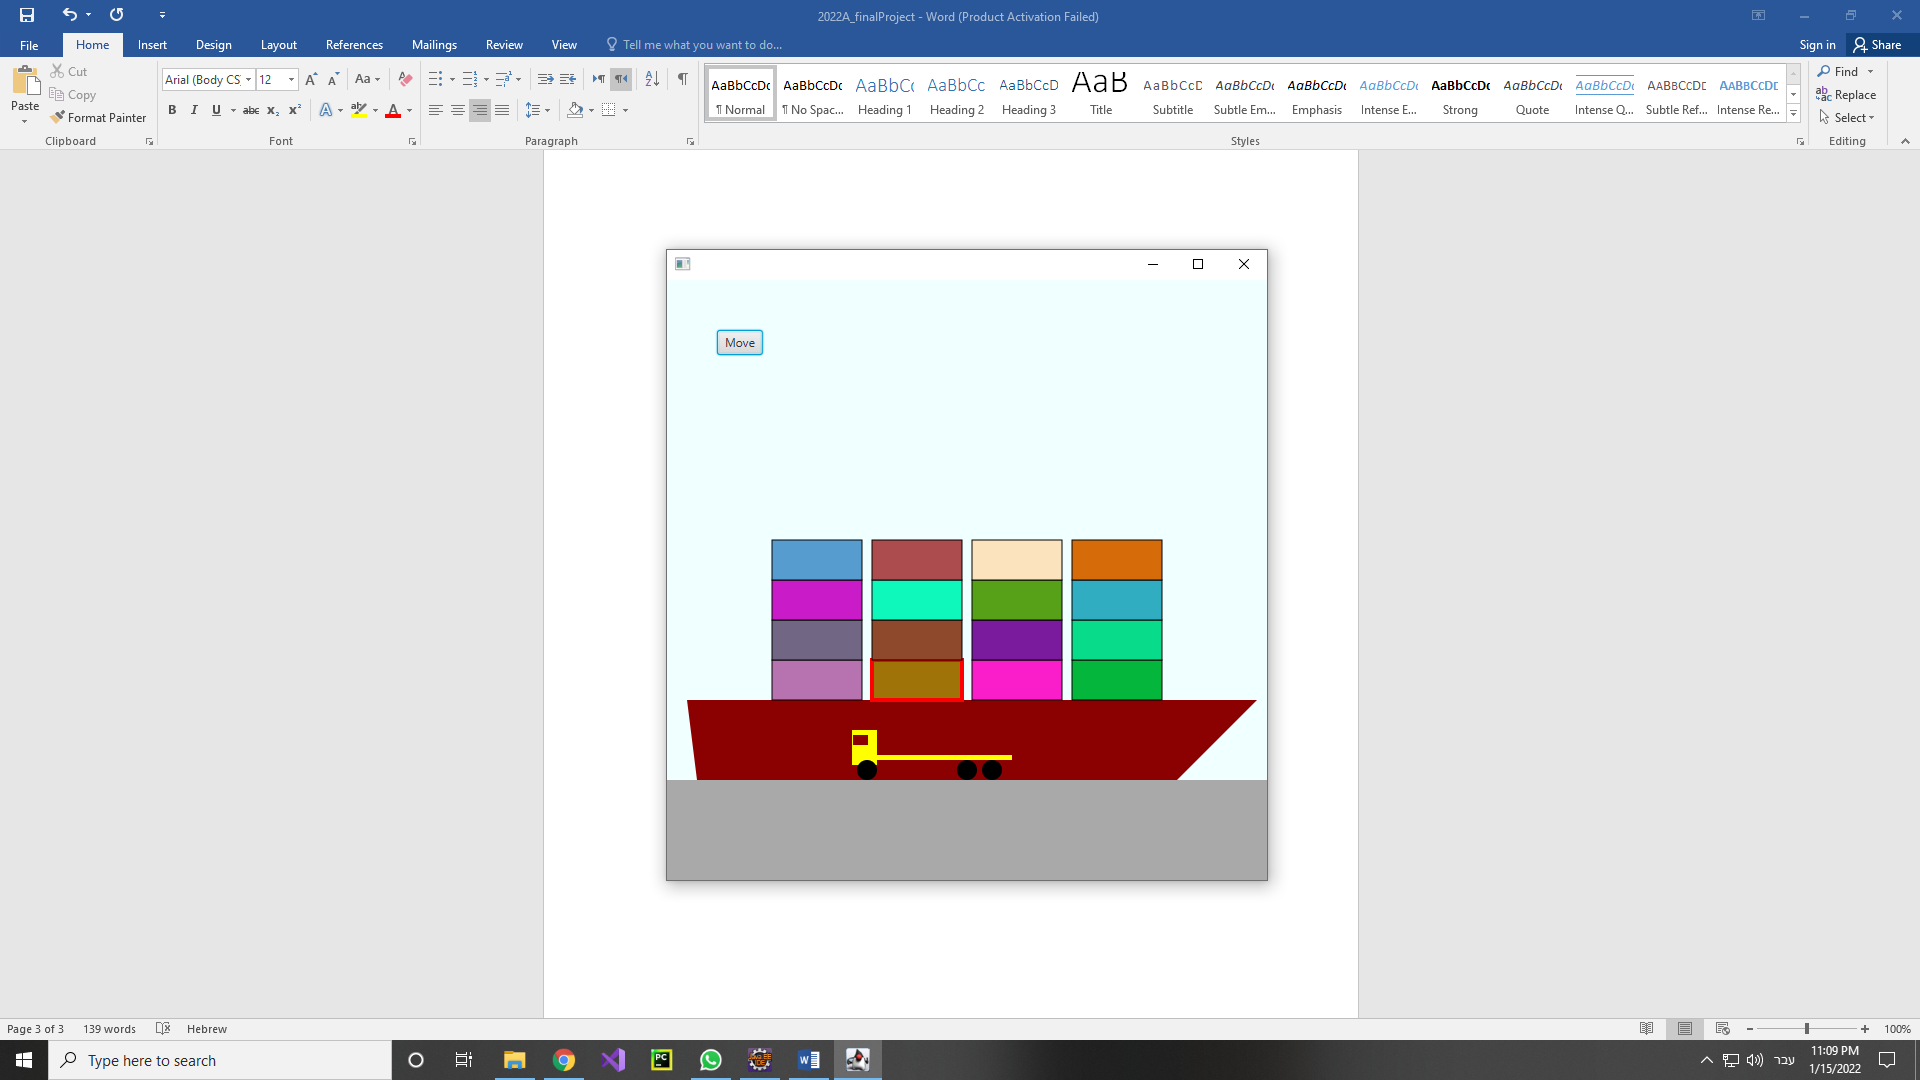 2022A_finalProject - Word (Product Activation Failed)
File Home Insert Design Layout References Mailings Review View Tell me what you want to do... Sign in Share
Paste
Cut
Copy
Format Painter
Clipboard
Arial (Body CS) 12
B I U abc x₂ x²
Font
Paragraph
AaBbCcDc AaBbCcDc AaBbCc AaBbCc AaBbCcD AaB AaBbCcD AaBbCcDc AaBbCcDc AaBbCcDc AaBbCcDc AaBbCcDc AaBbCcDc AABBCCDE AABBCCDE
¶ Normal ¶ No Spac... Heading 1 Heading 2 Heading 3 Title Subtitle Subtle Em... Emphasis Intense E... Strong Quote Intense Q... Subtle Ref... Intense Re...
Styles
Find
Replace
Select
Editing
Move
Page 3 of 3 139 words Hebrew 100%
Type here to search
עבר
11:09 PM
1/15/2022